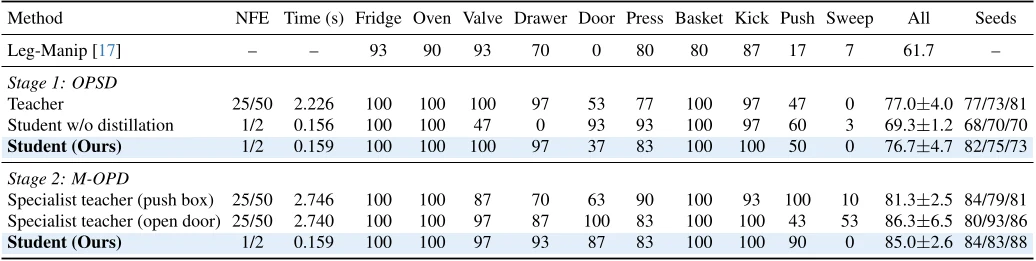 Method NFE Time (s) Fridge Oven Valve Drawer Door Press Basket Kick Push Sweep All Seeds
Leg-Manip [17] – – 93 90 93 70 0 80 80 87 17 7 61.7 –
Stage 1: OPSD
Teacher 25/50 2.226 100 100 100 97 53 77 100 97 47 0 77.0±4.0 77/73/81
Student w/o distillation 1/2 0.156 100 100 47 0 93 93 100 97 60 3 69.3±1.2 68/70/70
Student (Ours) 1/2 0.159 100 100 100 97 37 83 100 100 50 0 76.7±4.7 82/75/73
Stage 2: M-OPD
Specialist teacher (push box) 25/50 2.746 100 100 87 70 63 90 100 93 100 10 81.3±2.5 84/79/81
Specialist teacher (open door) 25/50 2.740 100 100 97 87 100 83 100 100 43 53 86.3±6.5 80/93/86
Student (Ours) 1/2 0.159 100 100 97 93 87 83 100 100 90 0 85.0±2.6 84/83/88